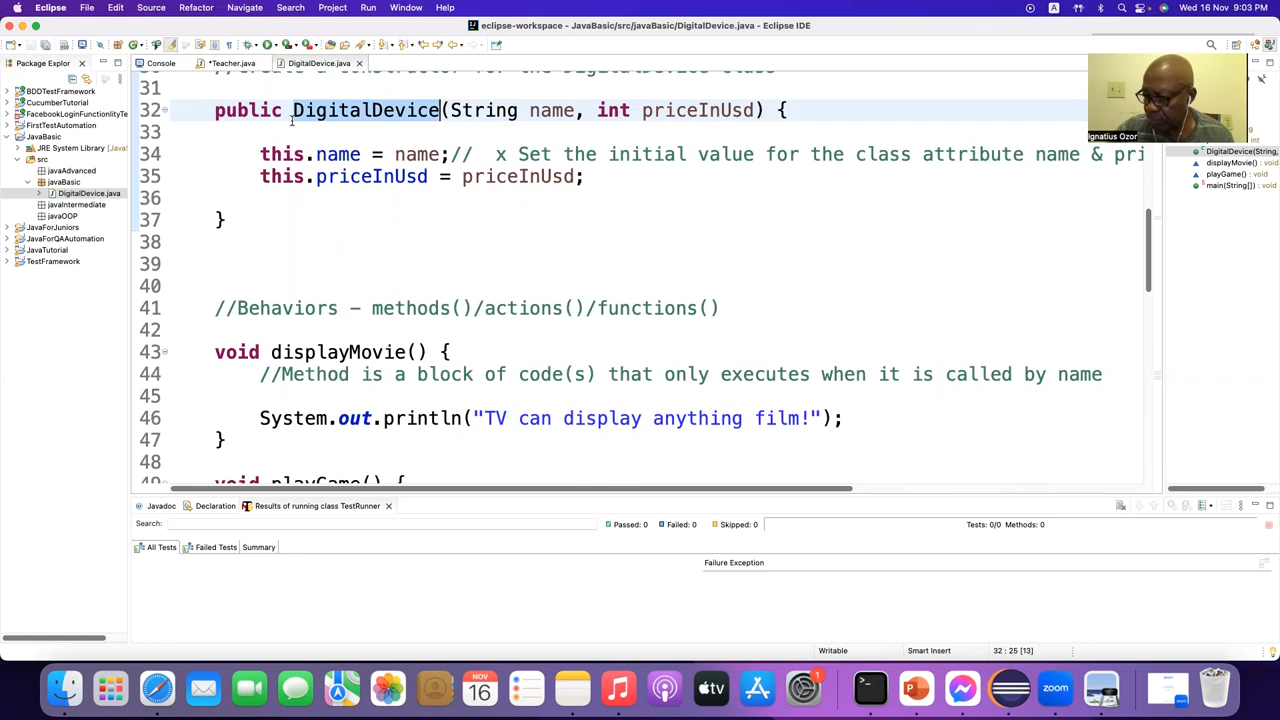 Eclipse File Edit Source Refactor Navigate Search Project Run Window Help
Wed 16 Nov 9:03 PM
eclipse-workspace - JavaBasic/src/javaBasic/DigitalDevice.java - Eclipse IDE
Package Explorer
Console
*Teacher.java
DigitalDevice.java
BDDTestFramework
CucumberTutorial
FacebookLoginFunctionlityTe
FirstTestAutomation
JavaBasic
JRE System Library [Java
src
javaAdvanced
javaBasic
DigitalDevice.java
javaIntermediate
javaOOP
JavaForJuniors
JavaForQAAutomation
JavaTutorial
TestFramework
31
32 public DigitalDevice(String name, int priceInUsd) {
33
34 this.name = name;// x Set the initial value for the class attribute name & pri
35 this.priceInUsd = priceInUsd;
36
37 }
38
39
40
41 //Behaviors - methods()/actions()/functions()
42
43 void displayMovie() {
44 //Method is a block of code(s) that only executes when it is called by name
45
46 System.out.println("TV can display anything film!");
47 }
48
Ignatius Ozor
DigitalDevice(String,
displayMovie() : void
playGame() : void
main(String[]) : void
Javadoc
Declaration
Results of running class TestRunner
Search:
Passed: 0
Failed: 0
Skipped: 0
Tests: 0/0 Methods: 0
All Tests
Failed Tests
Summary
Failure Exception
Writable
Smart Insert
32 : 25 [13]
NOV
16
tv
1
zoom